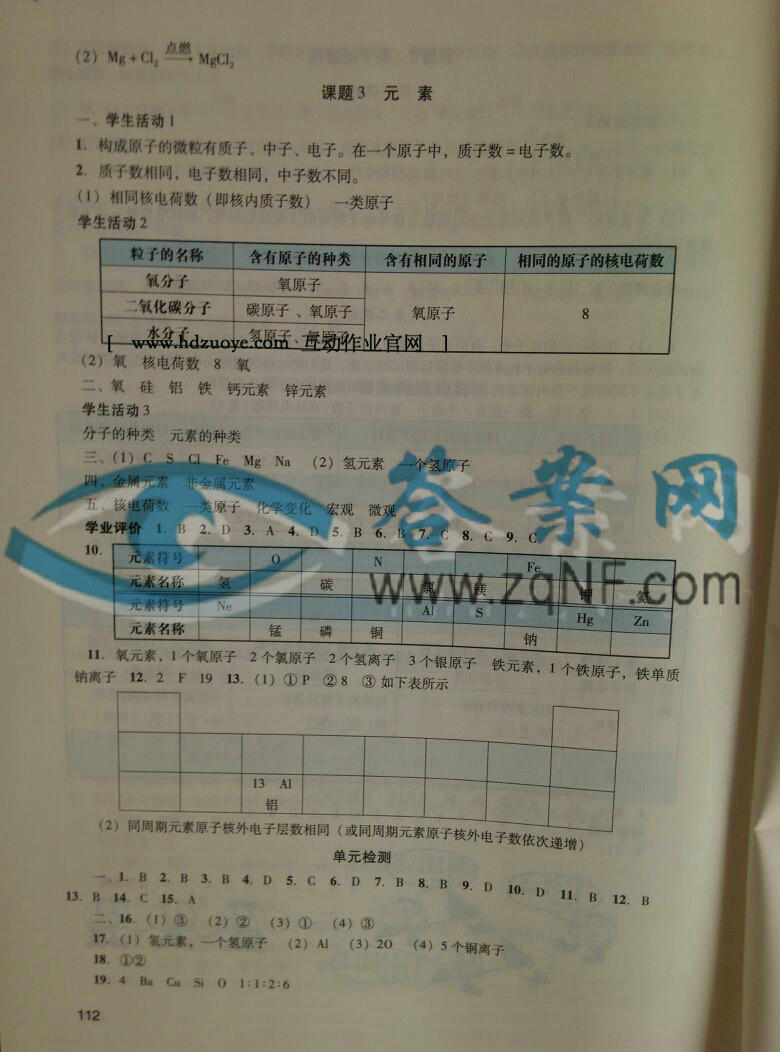 (2) Mg + Cl₂ 点燃→ MgCl₂
课题3 元 素
一、学生活动1
1. 构成原子的微粒有质子、中子、电子。在一个原子中，质子数=电子数。
2. 质子数相同，电子数相同，中子数不同。
(1) 相同核电荷数（即核内质子数） 一类原子
学生活动2
粒子的名称 含有原子的种类 含有相同的原子 相同的原子的核电荷数
氧分子 氧原子
二氧化碳分子 碳原子、氧原子 氧原子 8
水分子 氢原子、氧原子
[ www.hdzuoye.com 互动作业官网 ]
(2) 氧 核电荷数 8 氧
二、氧 硅 铝 铁 钙元素 锌元素
学生活动3
分子的种类 元素的种类
三、(1) C S Cl Fe Mg Na (2) 氢元素 一个氢原子
四、金属元素 非金属元素
五、核电荷数 一类原子 化学变化 宏观 微观
学业评价 1. B 2. D 3. A 4. D 5. B 6. B 7. C 8. C 9. C
10.
元素符号 O N Fe
元素名称 氢 碳 氯 镁 钾 氦
元素符号 Ne Al S Hg Zn
元素名称 锰 磷 铜 钠
答案网
www.zqNF.com
11. 氧元素，1个氧原子 2个氯原子 2个氢离子 3个银原子 铁元素，1个铁原子，铁单质
钠离子 12. 2 F 19 13. (1) ①P ②8 ③如下表所示
13 Al
铝
(2) 同周期元素原子核外电子层数相同（或同周期元素原子核外电子数依次递增）
单元检测
一、1. B 2. B 3. B 4. D 5. C 6. D 7. B 8. B 9. D 10. D 11. B 12. B
13. B 14. C 15. A
二、16. (1) ③ (2) ② (3) ① (4) ③
17. (1) 氢元素，一个氢原子 (2) Al (3) 2O (4) 5个铜离子
18. ①②
19. 4 Ba Cu Si O 1:1:2:6
112